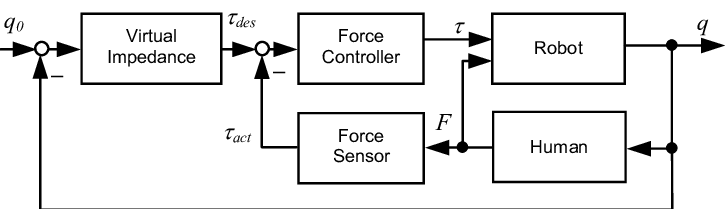 q0
Virtual
Impedance
τdes
Force
Controller
τ
Robot
q
−
−
τact
Force
Sensor
F
Human